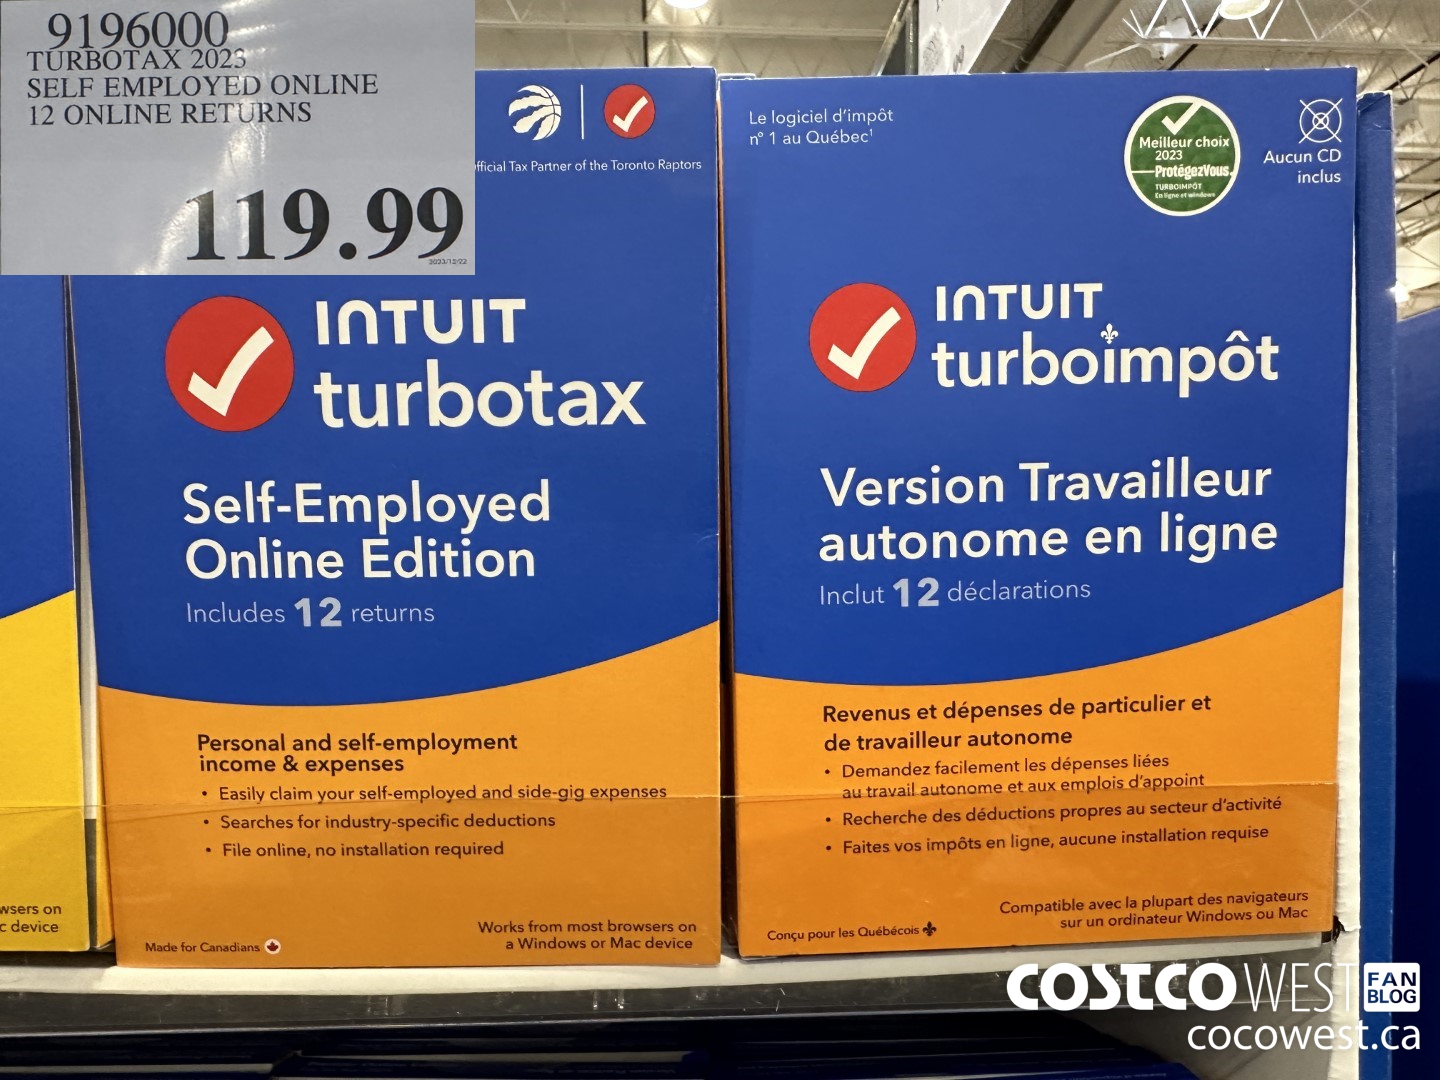 9196000
TURBOTAX 2023
SELF EMPLOYED ONLINE
12 ONLINE RETURNS
119.99
2023/12/22
Official Tax Partner of the Toronto Raptors
INTUIT
turbotax
Self-Employed
Online Edition
Includes 12 returns
Personal and self-employment
income & expenses
• Easily claim your self-employed and side-gig expenses
• Searches for industry-specific deductions
• File online, no installation required
Works from most browsers on
a Windows or Mac device
Made for Canadians
Le logiciel d'impôt
n° 1 au Québec¹
Meilleur choix
2023
ProtégezVous
TURBOIMPÔT
En ligne et windows
Aucun CD
inclus
INTUIT
turboimpôt
Version Travailleur
autonome en ligne
Inclut 12 déclarations
Revenus et dépenses de particulier et
de travailleur autonome
• Demandez facilement les dépenses liées
au travail autonome et aux emplois d'appoint
• Recherche des déductions propres au secteur d'activité
• Faites vos impôts en ligne, aucune installation requise
Compatible avec la plupart des navigateurs
sur un ordinateur Windows ou Mac
Conçu pour les Québécois
wsers on
c device
COSTCO WEST FAN BLOG
cocowest.ca